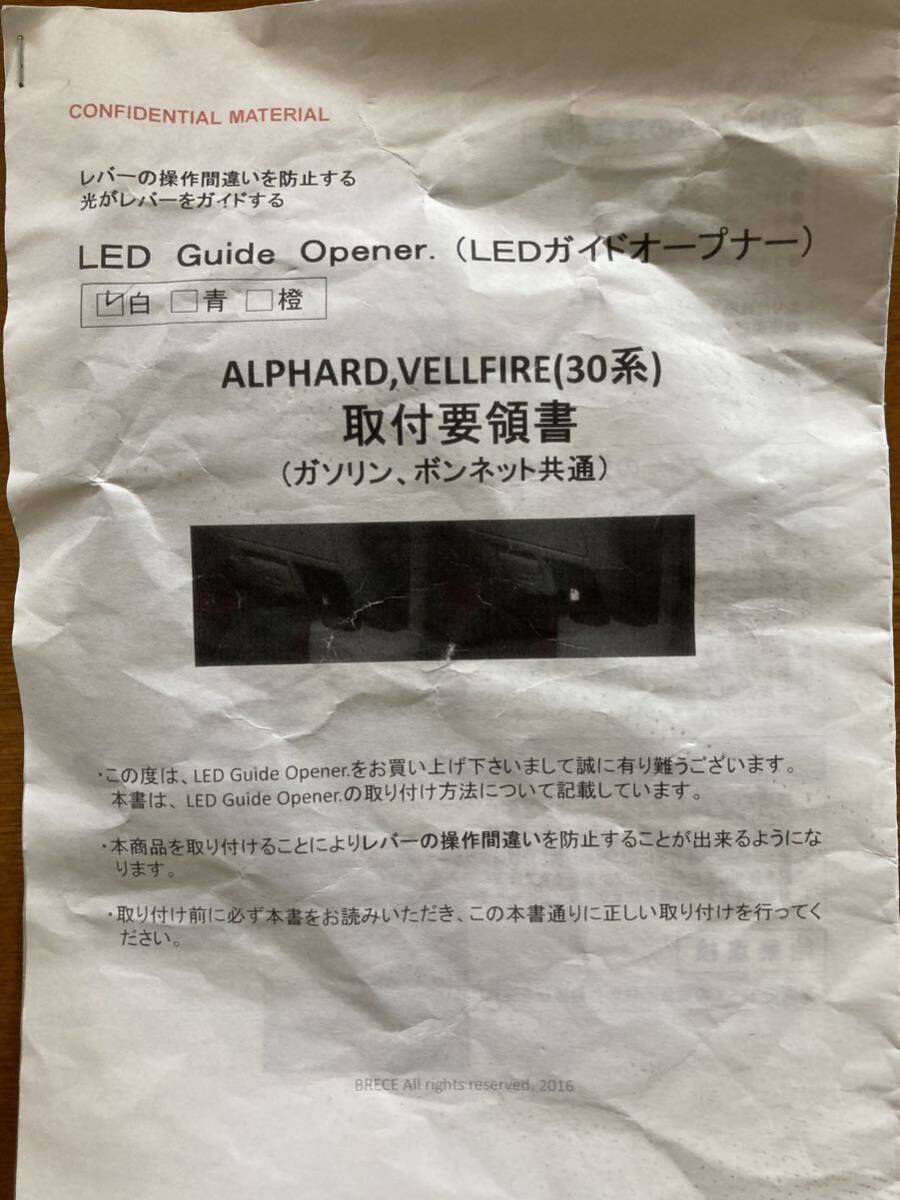 CONFIDENTIAL MATERIAL
レバーの操作間違いを防止する
光がレバーをガイドする
LED Guide Opener.（LEDガイドオープナー）
☑白 □青 □橙
ALPHARD,VELLFIRE(30系)
取付要領書
（ガソリン、ボンネット共通）
・この度は、LED Guide Opener.をお買い上げ下さいまして誠に有り難うございます。
本書は、LED Guide Opener.の取り付け方法について記載しています。
・本商品を取り付けることによりレバーの操作間違いを防止することが出来るようにな
ります。
・取り付け前に必ず本書をお読みいただき、この本書通りに正しい取り付けを行ってく
ださい。
BRECE All rights reserved, 2016